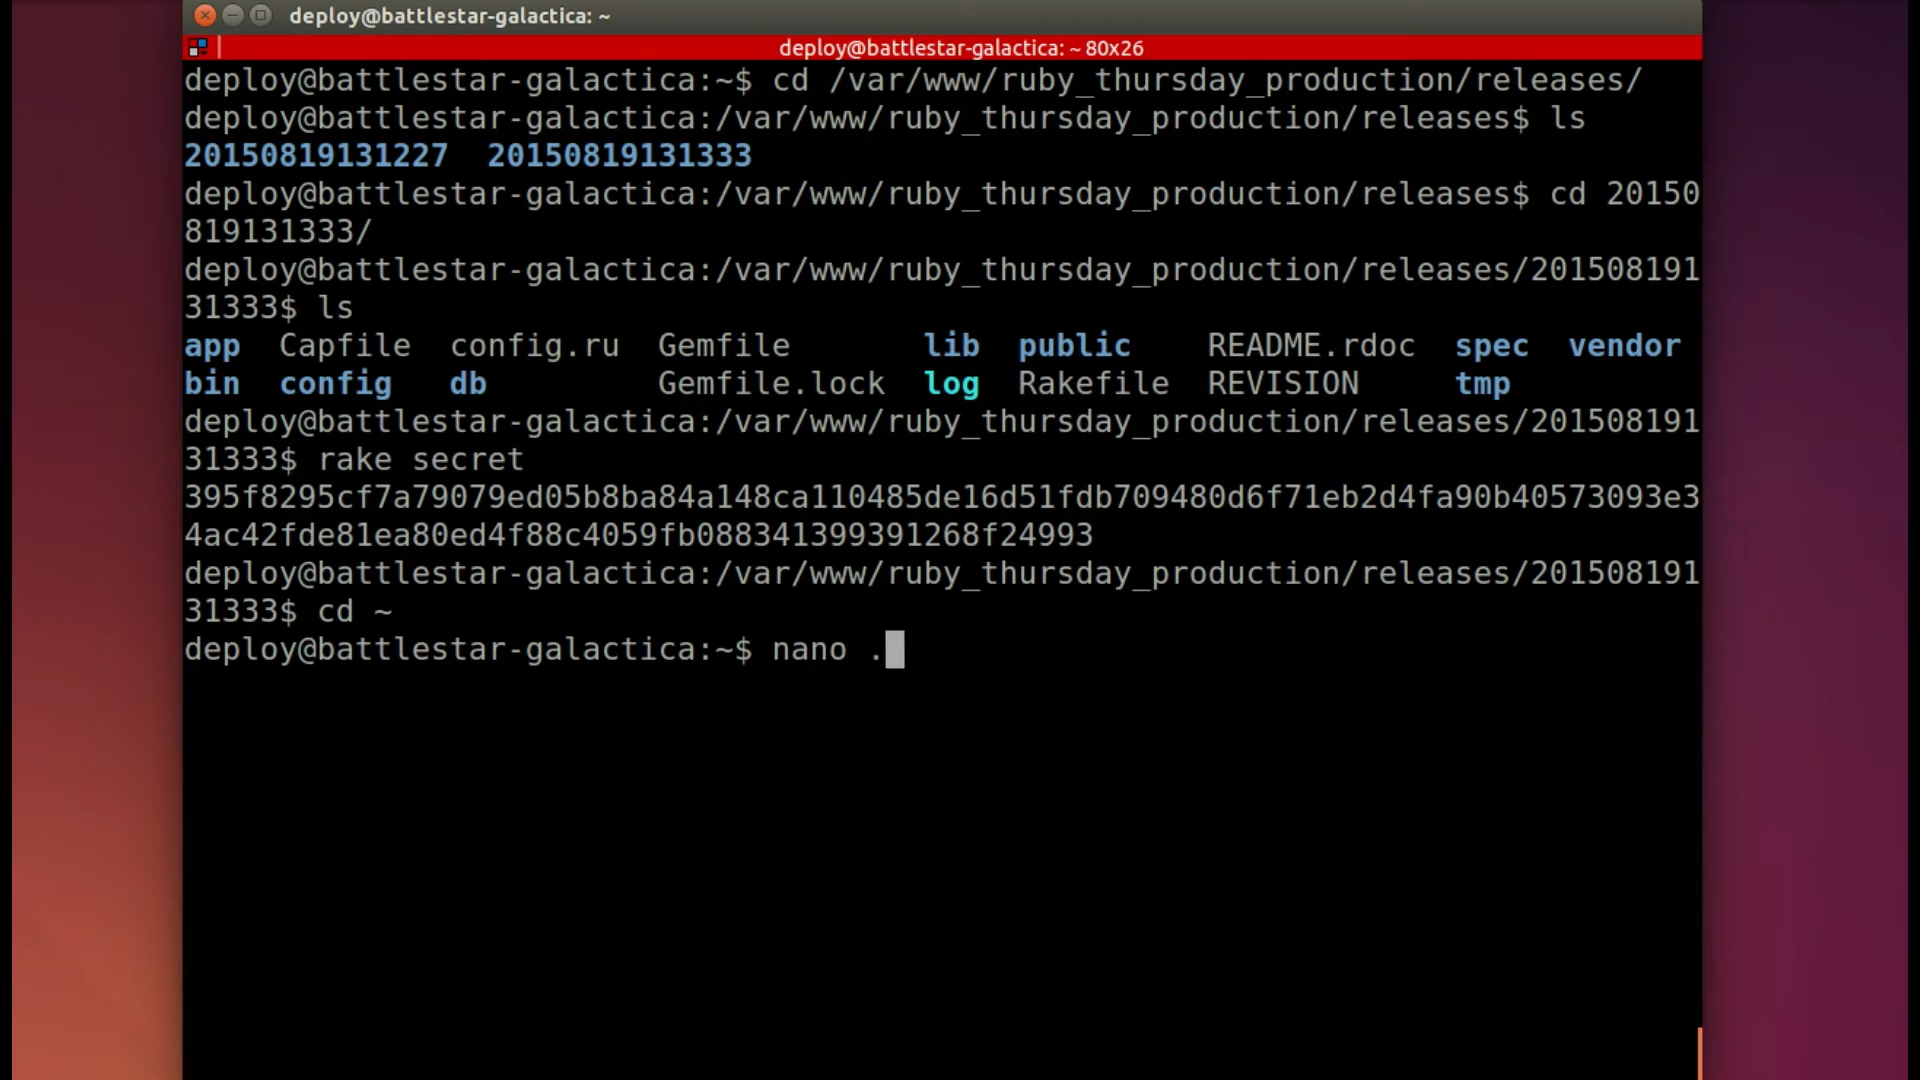 deploy@battlestar-galactica: ~
deploy@battlestar-galactica: ~ 80x26
deploy@battlestar-galactica:~$ cd /var/www/ruby_thursday_production/releases/
deploy@battlestar-galactica:/var/www/ruby_thursday_production/releases$ ls
20150819131227  20150819131333
deploy@battlestar-galactica:/var/www/ruby_thursday_production/releases$ cd 20150
819131333/
deploy@battlestar-galactica:/var/www/ruby_thursday_production/releases/201508191
31333$ ls
app  Capfile  config.ru  Gemfile       lib  public    README.rdoc  spec  vendor
bin  config   db         Gemfile.lock  log  Rakefile  REVISION     tmp
deploy@battlestar-galactica:/var/www/ruby_thursday_production/releases/201508191
31333$ rake secret
395f8295cf7a79079ed05b8ba84a148ca110485de16d51fdb709480d6f71eb2d4fa90b40573093e3
4ac42fde81ea80ed4f88c4059fb088341399391268f24993
deploy@battlestar-galactica:/var/www/ruby_thursday_production/releases/201508191
31333$ cd ~
deploy@battlestar-galactica:~$ nano .